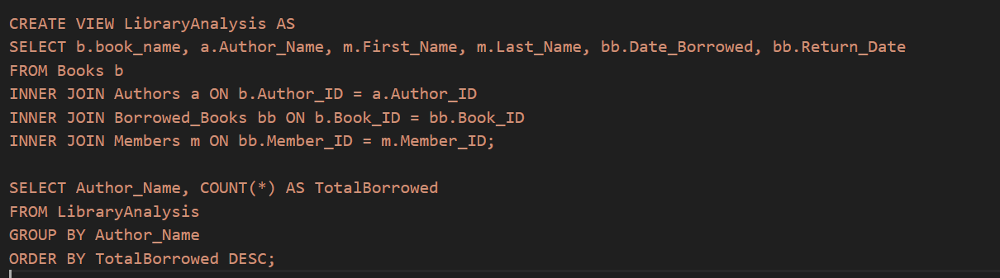 CREATE VIEW LibraryAnalysis AS
SELECT b.book_name, a.Author_Name, m.First_Name, m.Last_Name, bb.Date_Borrowed, bb.Return_Date
FROM Books b
INNER JOIN Authors a ON b.Author_ID = a.Author_ID
INNER JOIN Borrowed_Books bb ON b.Book_ID = bb.Book_ID
INNER JOIN Members m ON bb.Member_ID = m.Member_ID;

SELECT Author_Name, COUNT(*) AS TotalBorrowed
FROM LibraryAnalysis
GROUP BY Author_Name
ORDER BY TotalBorrowed DESC;